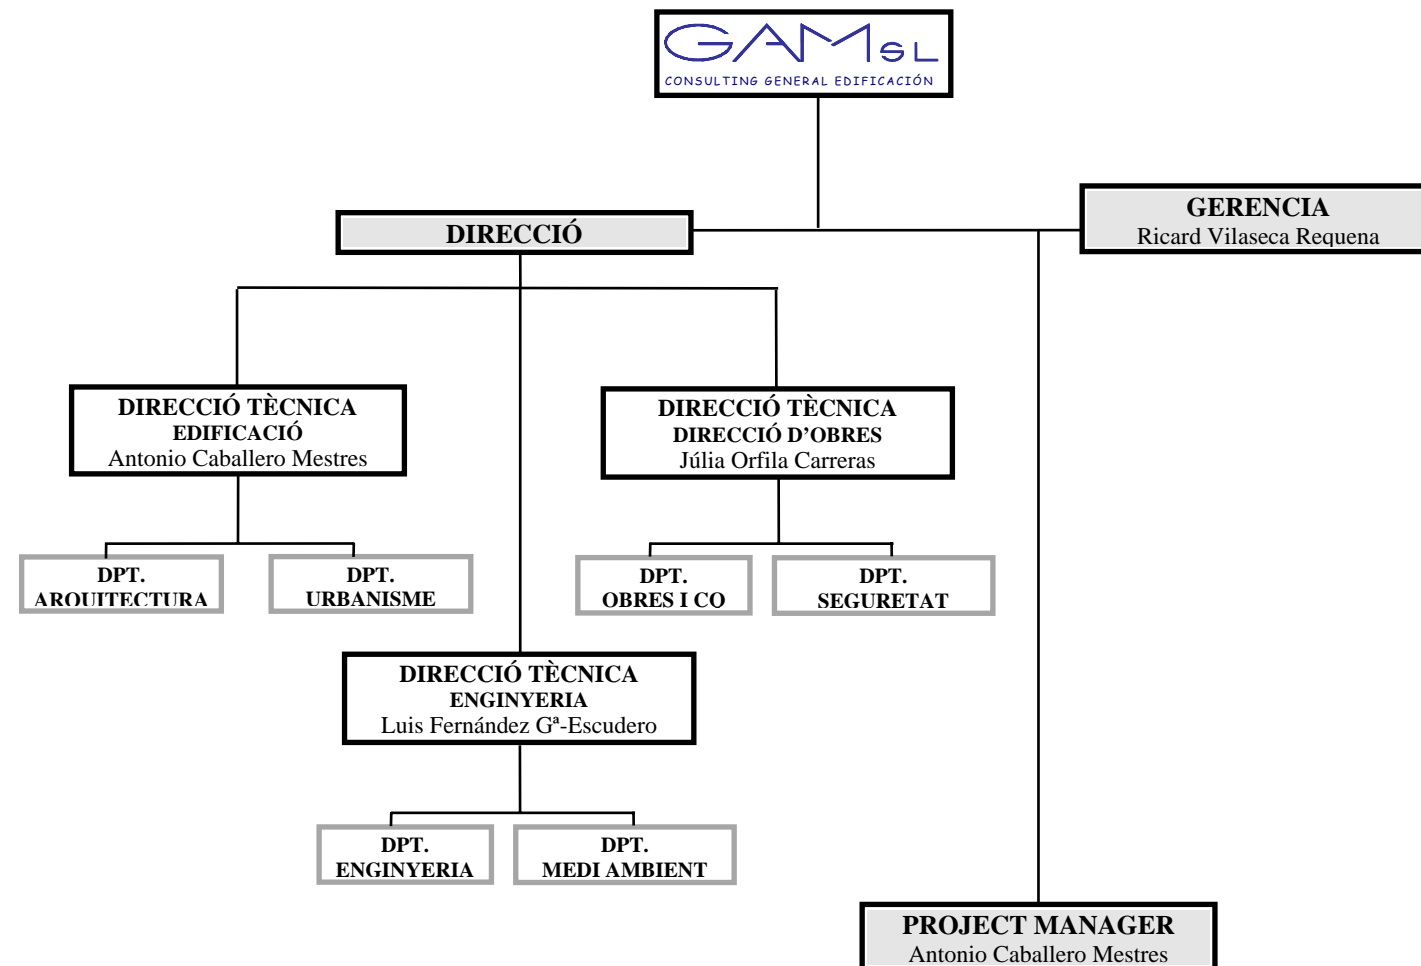 GAM SL
CONSULTING GENERAL EDIFICACIÓN
GERENCIA
Ricard Vilaseca Requena
DIRECCIÓ
DIRECCIÓ TÈCNICA
EDIFICACIÓ
Antonio Caballero Mestres
DIRECCIÓ TÈCNICA
DIRECCIÓ D’OBRES
Júlia Orfila Carreras
DPT.
ARQUITECTURA
DPT.
URBANISME
DPT.
OBRES I CO
DPT.
SEGURETAT
DIRECCIÓ TÈCNICA
ENGINYERIA
Luis Fernández Gª-Escudero
DPT.
ENGINYERIA
DPT.
MEDI AMBIENT
PROJECT MANAGER
Antonio Caballero Mestres